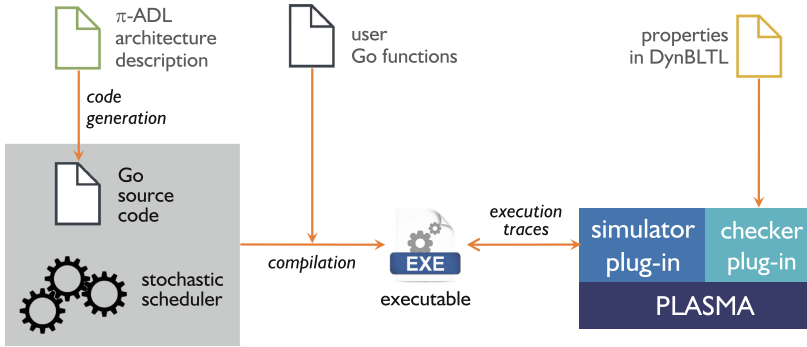 π-ADL
architecture
description
user
Go functions
properties
in DynBLTL
code
generation
Go
source
code
stochastic
scheduler
compilation
EXE
executable
execution
traces
simulator
plug-in
checker
plug-in
PLASMA